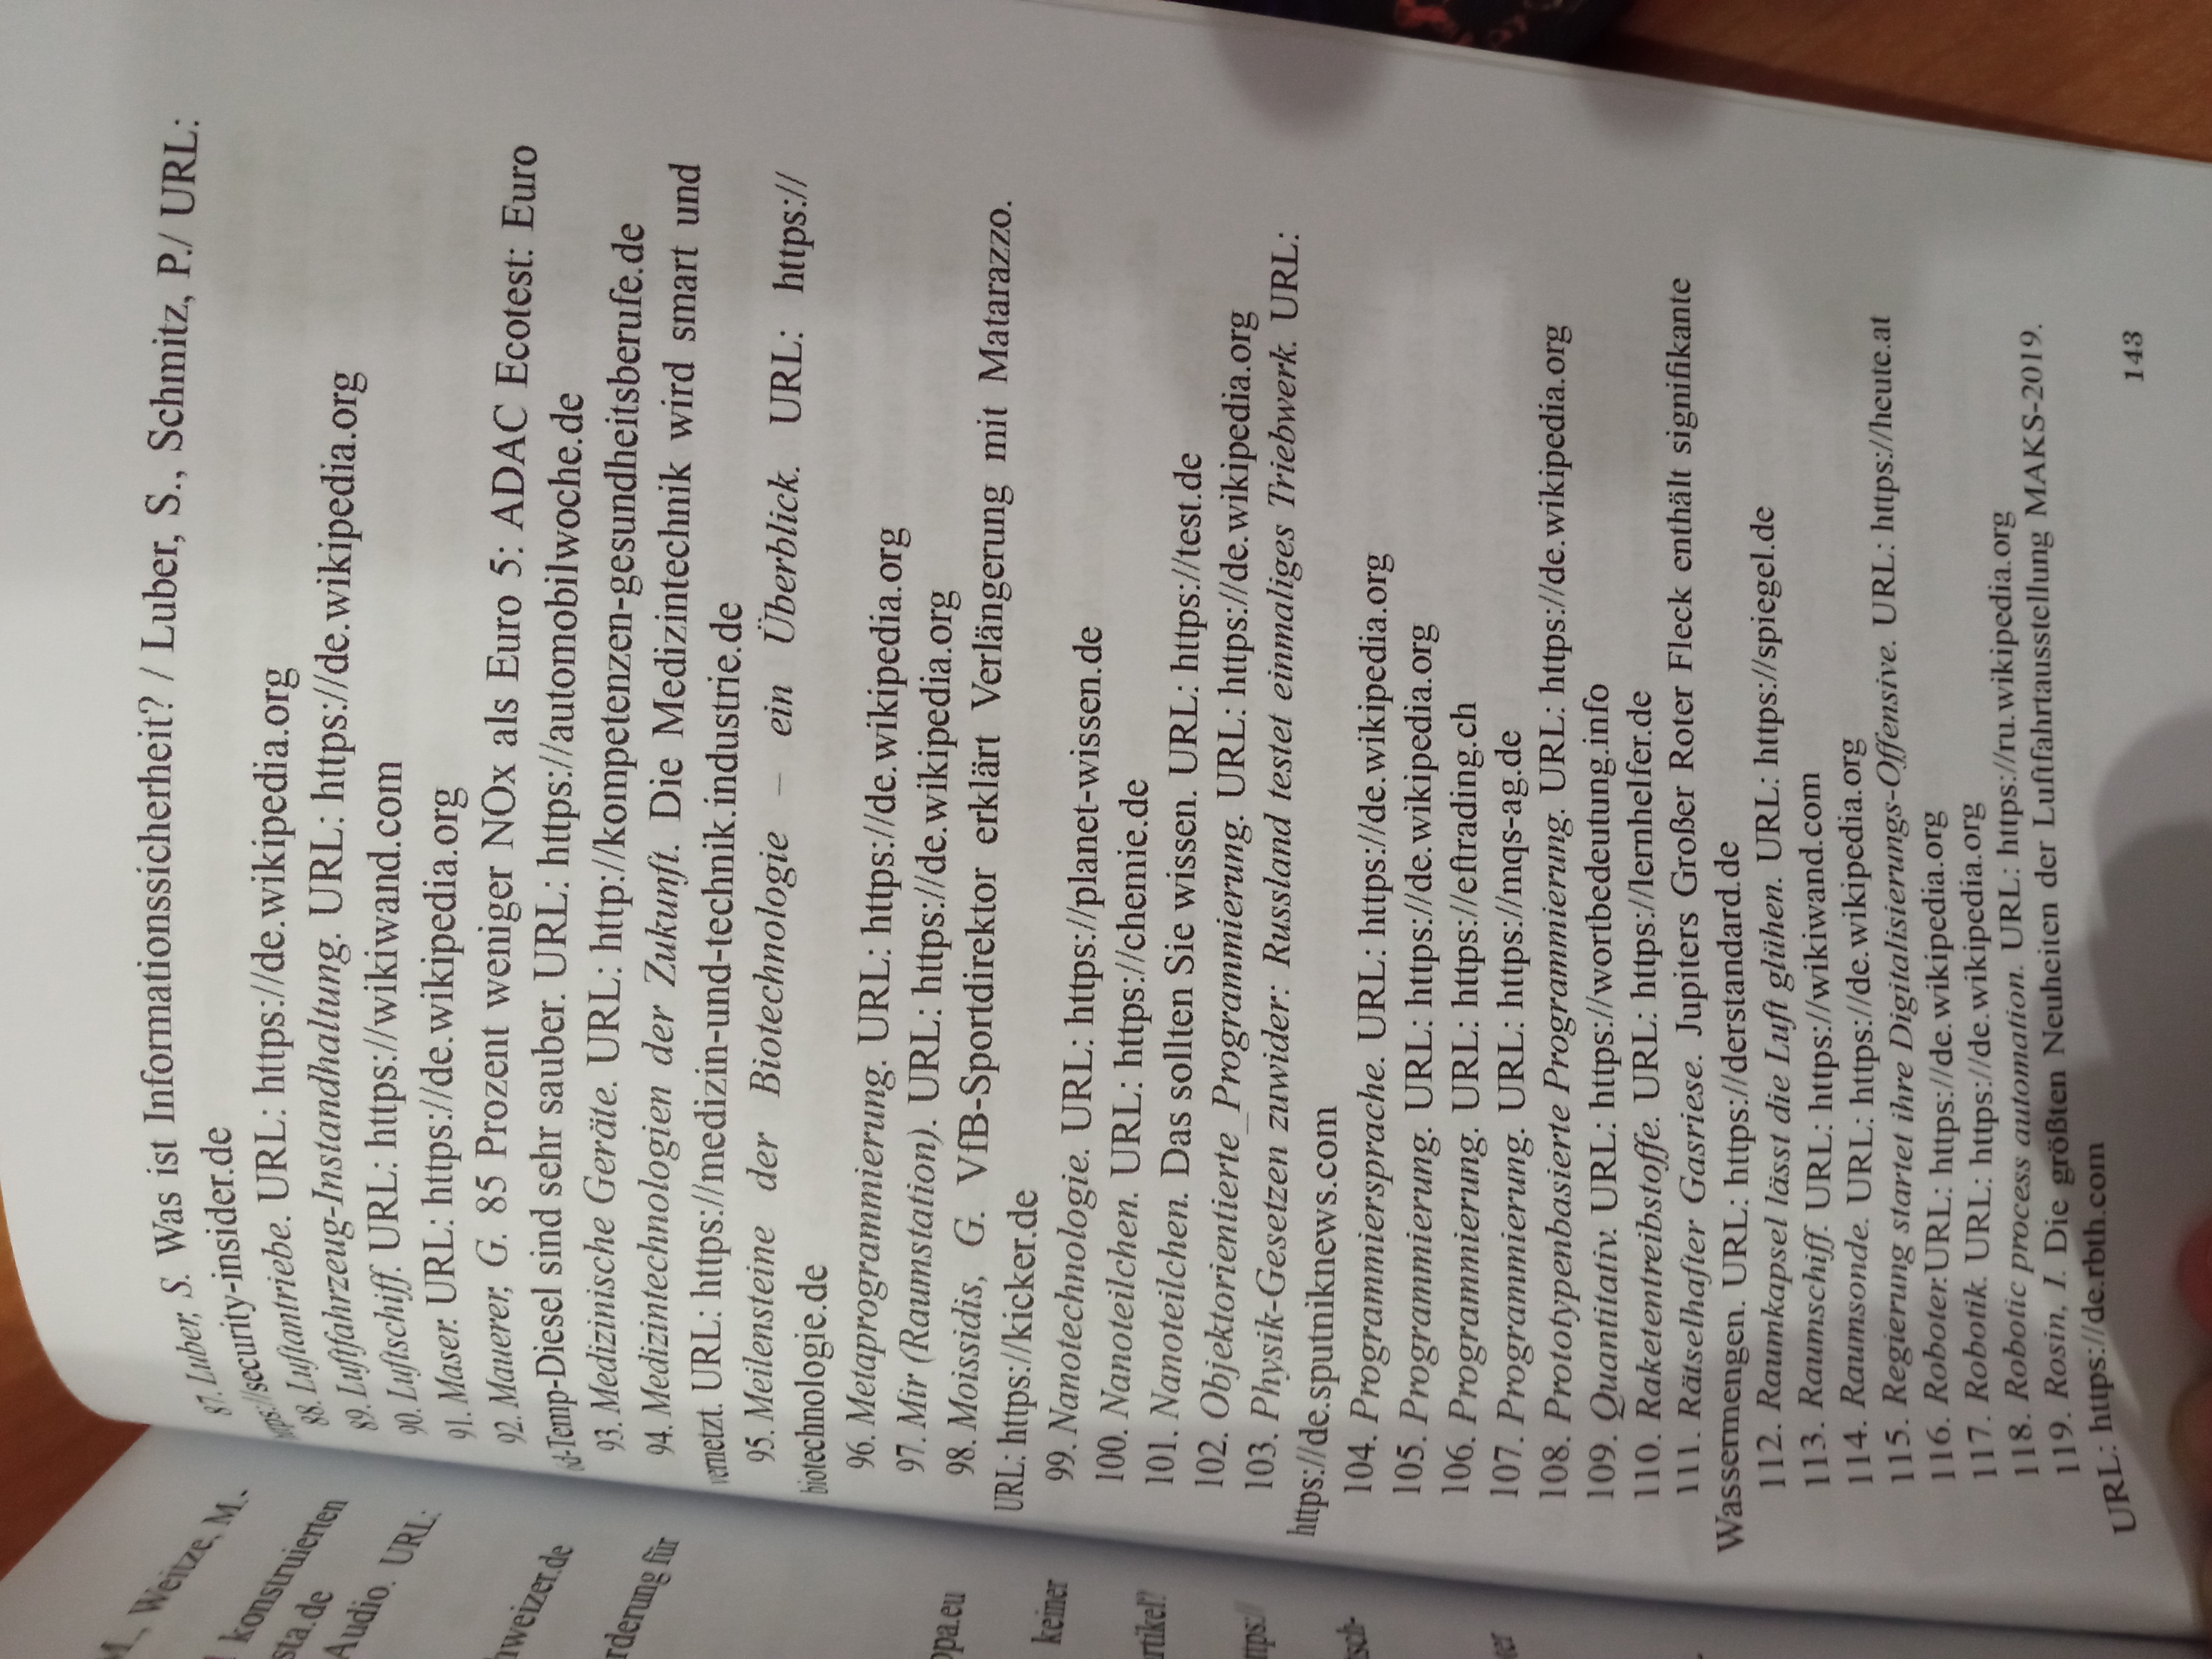 M., Weitze, M.-
konstruierten
sta.de
Audio. URL:
hweizer.de
rderung für
opa.eu
keiner
rtikel?
ttps://
sch-
ter
87. Luber, S. Was ist Informationssicherheit? / Luber, S., Schmitz, P./ URL:
https://security-insider.de
88. Luftantriebe. URL: https://de.wikipedia.org
89. Luftfahrzeug-Instandhaltung. URL: https://de.wikipedia.org
90. Luftschiff. URL: https://wikiwand.com
91. Maser. URL: https://de.wikipedia.org
92. Mauerer, G. 85 Prozent weniger NOx als Euro 5: ADAC Ecotest: Euro
6d-Temp-Diesel sind sehr sauber. URL: https://automobilwoche.de
93. Medizinische Geräte. URL: http://kompetenzen-gesundheitsberufe.de
94. Medizintechnologien der Zukunft. Die Medizintechnik wird smart und
vernetzt. URL: https://medizin-und-technik.industrie.de
95. Meilensteine der Biotechnologie – ein Überblick. URL: https://
biotechnologie.de
96. Metaprogrammierung. URL: https://de.wikipedia.org
97. Mir (Raumstation). URL: https://de.wikipedia.org
98. Moissidis, G. VfB-Sportdirektor erklärt Verlängerung mit Matarazzo.
URL: https://kicker.de
99. Nanotechnologie. URL: https://planet-wissen.de
100. Nanoteilchen. URL: https://chemie.de
101. Nanoteilchen. Das sollten Sie wissen. URL: https://test.de
102. Objektorientierte_Programmierung. URL: https://de.wikipedia.org
103. Physik-Gesetzen zuwider: Russland testet einmaliges Triebwerk. URL:
https://de.sputniknews.com
104. Programmiersprache. URL: https://de.wikipedia.org
105. Programmierung. URL: https://de.wikipedia.org
106. Programmierung. URL: https://eftrading.ch
107. Programmierung. URL: https://mqs-ag.de
108. Prototypenbasierte Programmierung. URL: https://de.wikipedia.org
109. Quantitativ. URL: https://wortbedeutung.info
110. Raketentreibstoffe. URL: https://lernhelfer.de
111. Rätselhafter Gasriese. Jupiters Großer Roter Fleck enthält signifikante
Wassermengen. URL: https://derstandard.de
112. Raumkapsel lässt die Luft glühen. URL: https://spiegel.de
113. Raumschiff. URL: https://wikiwand.com
114. Raumsonde. URL: https://de.wikipedia.org
115. Regierung startet ihre Digitalisierungs-Offensive. URL: https://heute.at
116. Roboter.URL: https://de.wikipedia.org
117. Robotik. URL: https://de.wikipedia.org
118. Robotic process automation. URL: https://ru.wikipedia.org
119. Rosin, I. Die größten Neuheiten der Luftfahrtausstellung MAKS-2019.
URL: https://de.rbth.com
143